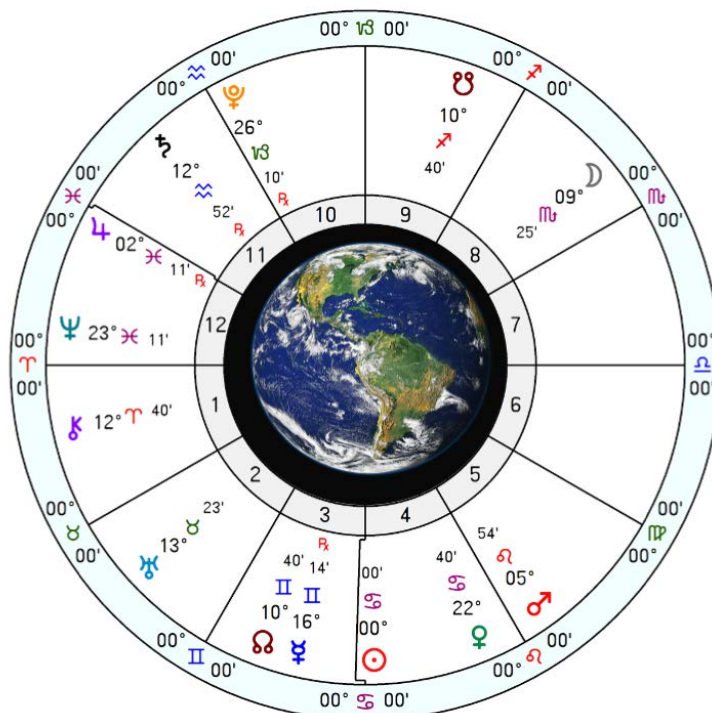 00° ♑ 00'
00° ♒ 00'
00° ♐ 00'
♇ 26° ♑ 10' ℞
☋ 10° ♐ 40'
♄ 12° ♒ 52' ℞
☽ 09° ♏ 25'
00° ♓ 00'
00° ♏ 00'
10
9
11
8
♃ 02° ♓ 11' ℞
12
7
♆ 23° ♓ 11'
00° ♈ 00'
00° ♎ 00'
⚷ 12° ♈ 40'
1
6
2
5
3
4
♅ 13° ♉ 23'
00° ♉ 00'
00° ♍ 00'
☊ 10° ♊ 40'
☿ 16° ♊ 14' ℞
☉ 00° ♋ 00'
♀ 22° ♋ 40'
♂ 05° ♌ 54'
00° ♊ 00'
00° ♌ 00'
00° ♋ 00'